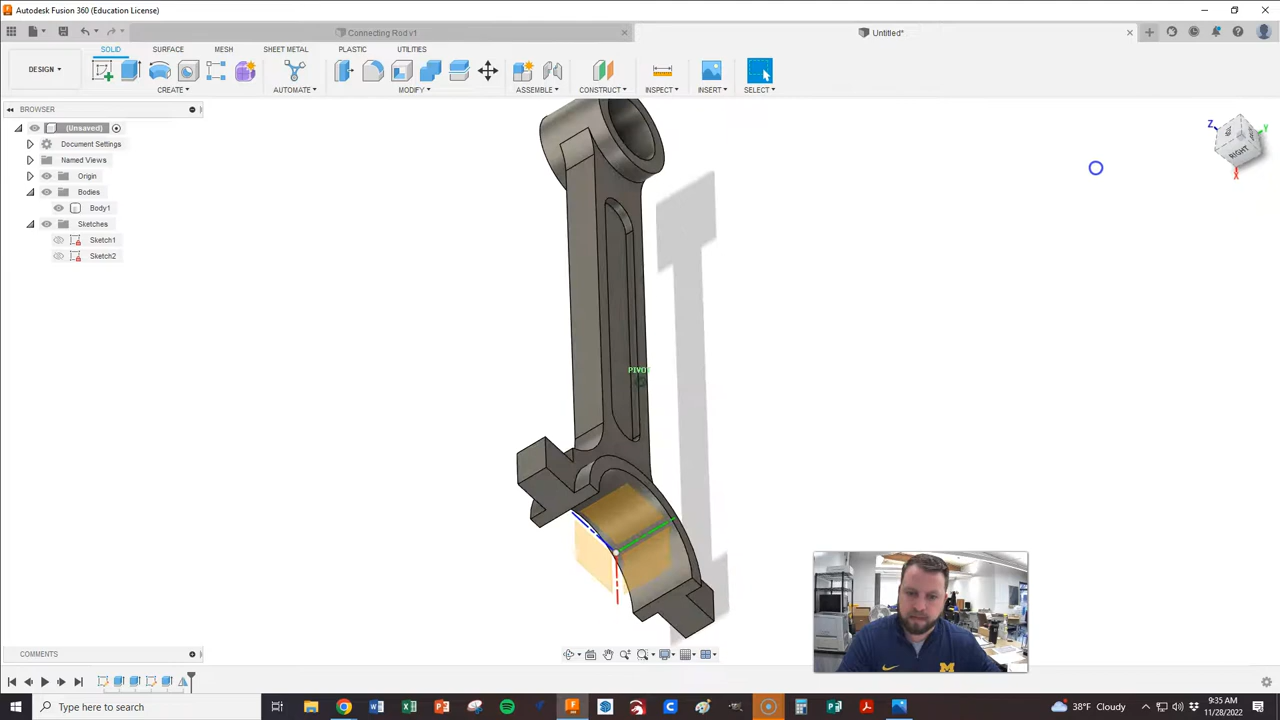 Autodesk Fusion 360 (Education License)
Connecting Rod v1
Untitled*
DESIGN
SOLID
SURFACE
MESH
SHEET METAL
PLASTIC
UTILITIES
CREATE
AUTOMATE
MODIFY
ASSEMBLE
CONSTRUCT
INSPECT
INSERT
SELECT
BROWSER
(Unsaved)
Document Settings
Named Views
Origin
Bodies
Body1
Sketches
Sketch1
Sketch2
Z
Y
RIGHT
X
PIVOT
COMMENTS
Type here to search
38°F Cloudy
9:35 AM
11/28/2022